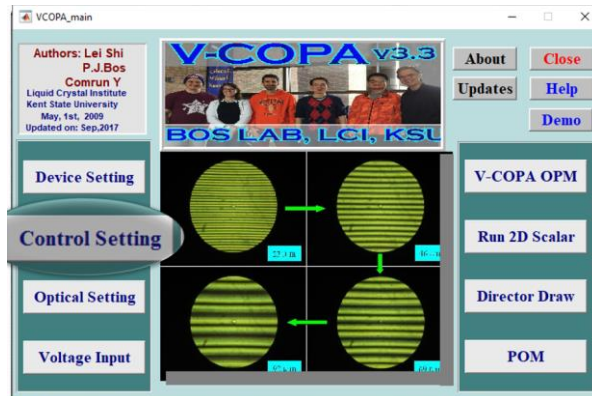 VCOPA_main
Authors: Lei Shi
P.J.Bos
Comrun Y
Liquid Crystal Institute
Kent State University
May, 1st, 2009
Updated on: Sep,2017
V-COPA v3.3
BOS LAB, LCI, KSU
About
Close
Updates
Help
Demo
Device Setting
Control Setting
Optical Setting
Voltage Input
V-COPA OPM
Run 2D Scalar
Director Draw
POM